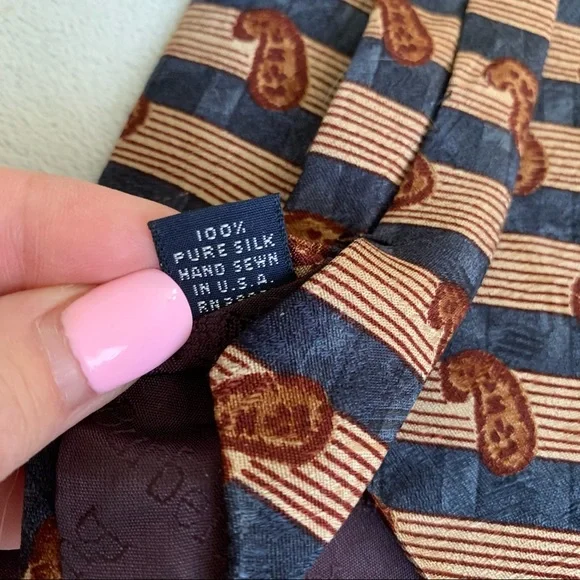 100%
PURE SILK
HAND SEWN
IN U.S.A.